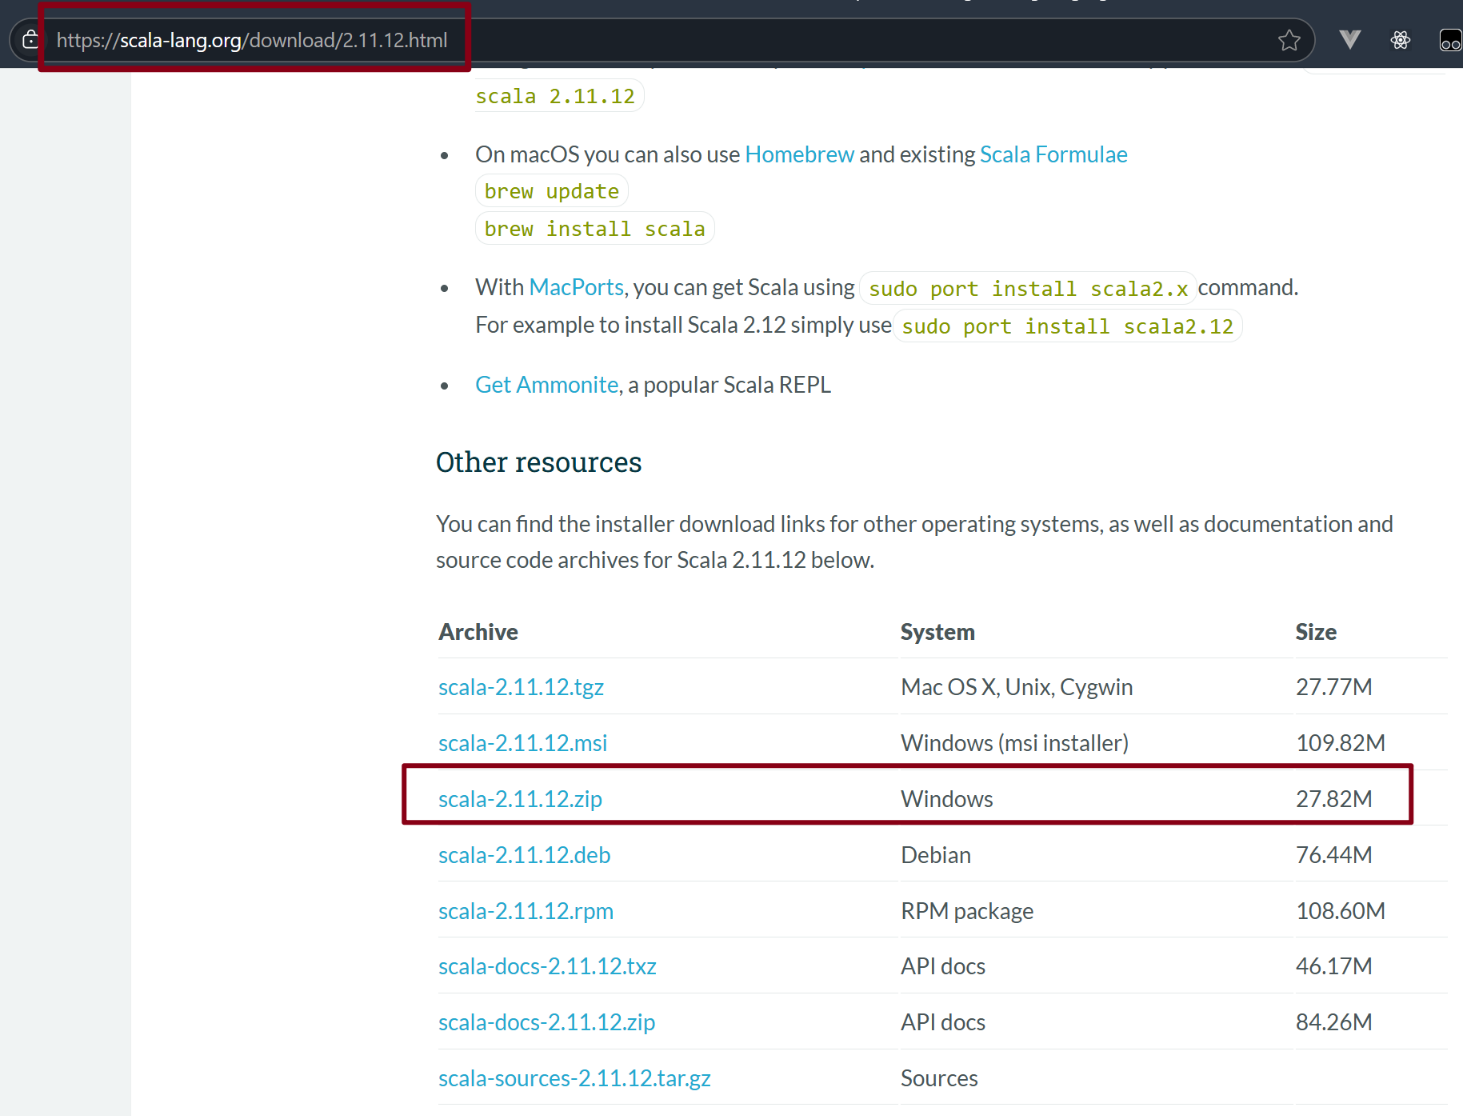 https://scala-lang.org/download/2.11.12.html
scala 2.11.12
• On macOS you can also use Homebrew and existing Scala Formulae
brew update
brew install scala
• With MacPorts, you can get Scala using sudo port install scala2.x command.
For example to install Scala 2.12 simply use sudo port install scala2.12
• Get Ammonite, a popular Scala REPL
Other resources
You can find the installer download links for other operating systems, as well as documentation and
source code archives for Scala 2.11.12 below.
Archive System Size
scala-2.11.12.tgz Mac OS X, Unix, Cygwin 27.77M
scala-2.11.12.msi Windows (msi installer) 109.82M
scala-2.11.12.zip Windows 27.82M
scala-2.11.12.deb Debian 76.44M
scala-2.11.12.rpm RPM package 108.60M
scala-docs-2.11.12.txz API docs 46.17M
scala-docs-2.11.12.zip API docs 84.26M
scala-sources-2.11.12.tar.gz Sources